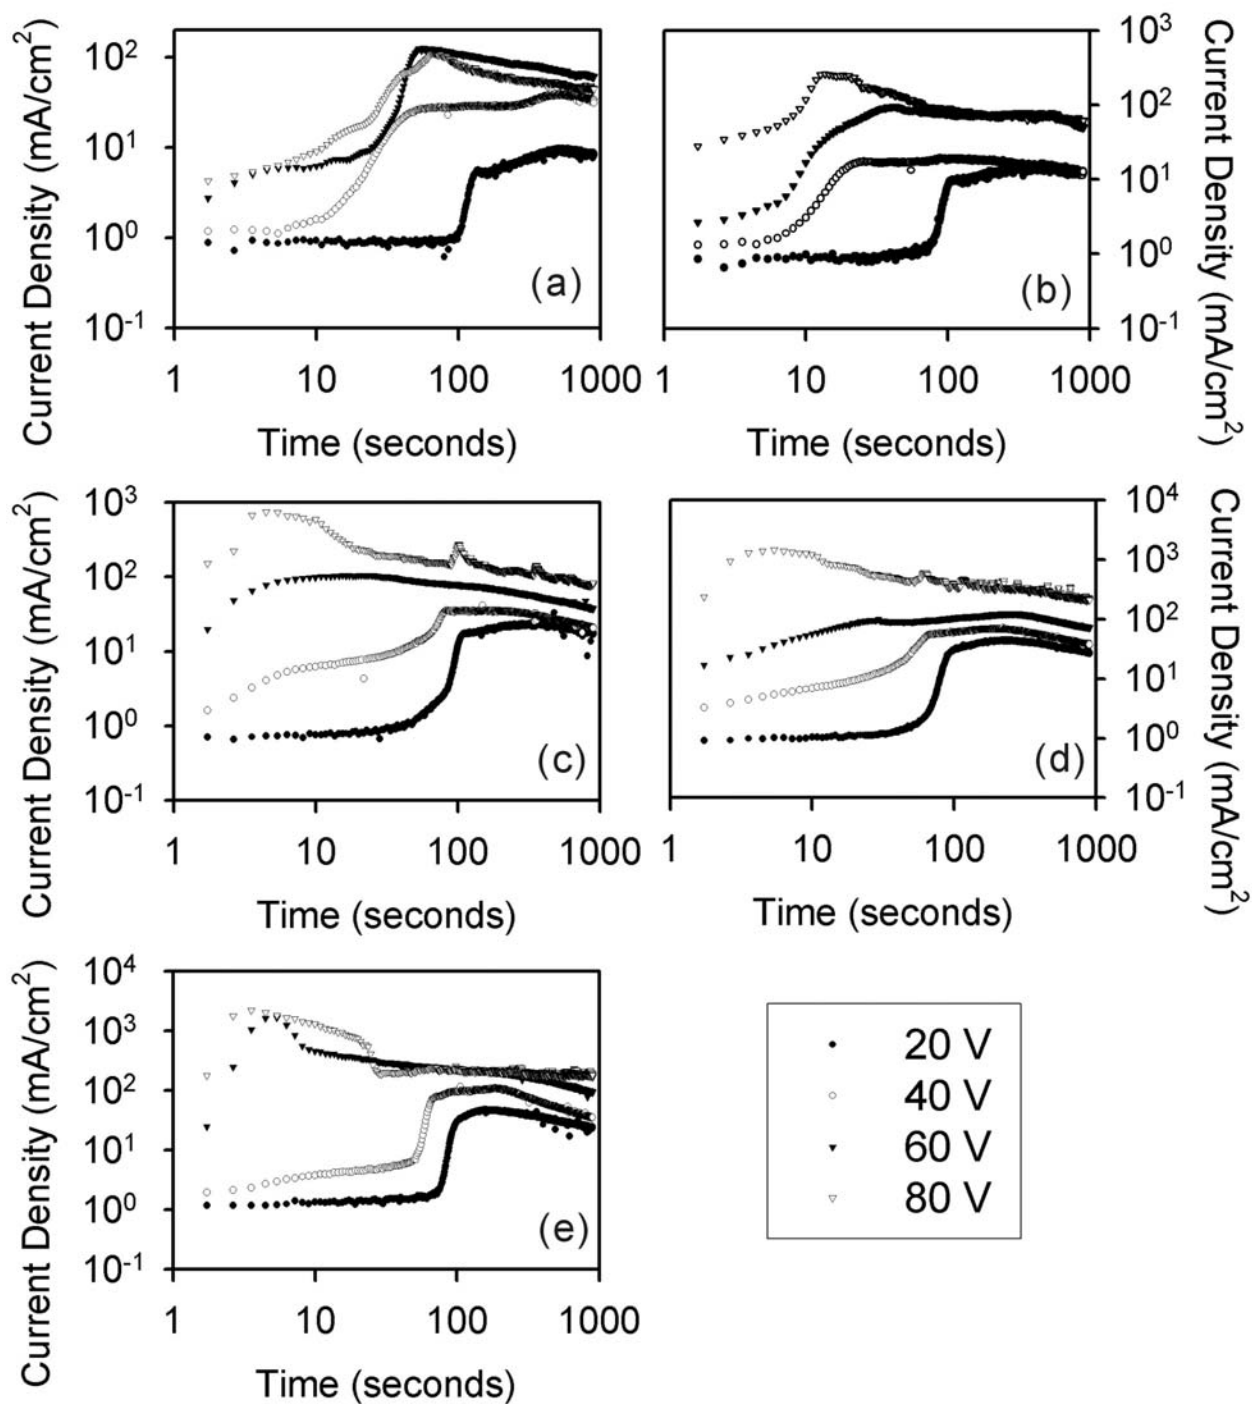 Current Density (mA/cm²)
10²
10¹
10⁰
10⁻¹
(a)
1 10 100 1000
Time (seconds)
10³
10²
10¹
10⁰
10⁻¹
Current Density (mA/cm²)
(b)
1 10 100 1000
Time (seconds)
Current Density (mA/cm²)
10³
10²
10¹
10⁰
10⁻¹
(c)
1 10 100 1000
Time (seconds)
10⁴
10³
10²
10¹
10⁰
10⁻¹
Current Density (mA/cm²)
(d)
1 10 100 1000
Time (seconds)
Current Density (mA/cm²)
10⁴
10³
10²
10¹
10⁰
10⁻¹
(e)
1 10 100 1000
Time (seconds)
20 V
40 V
60 V
80 V